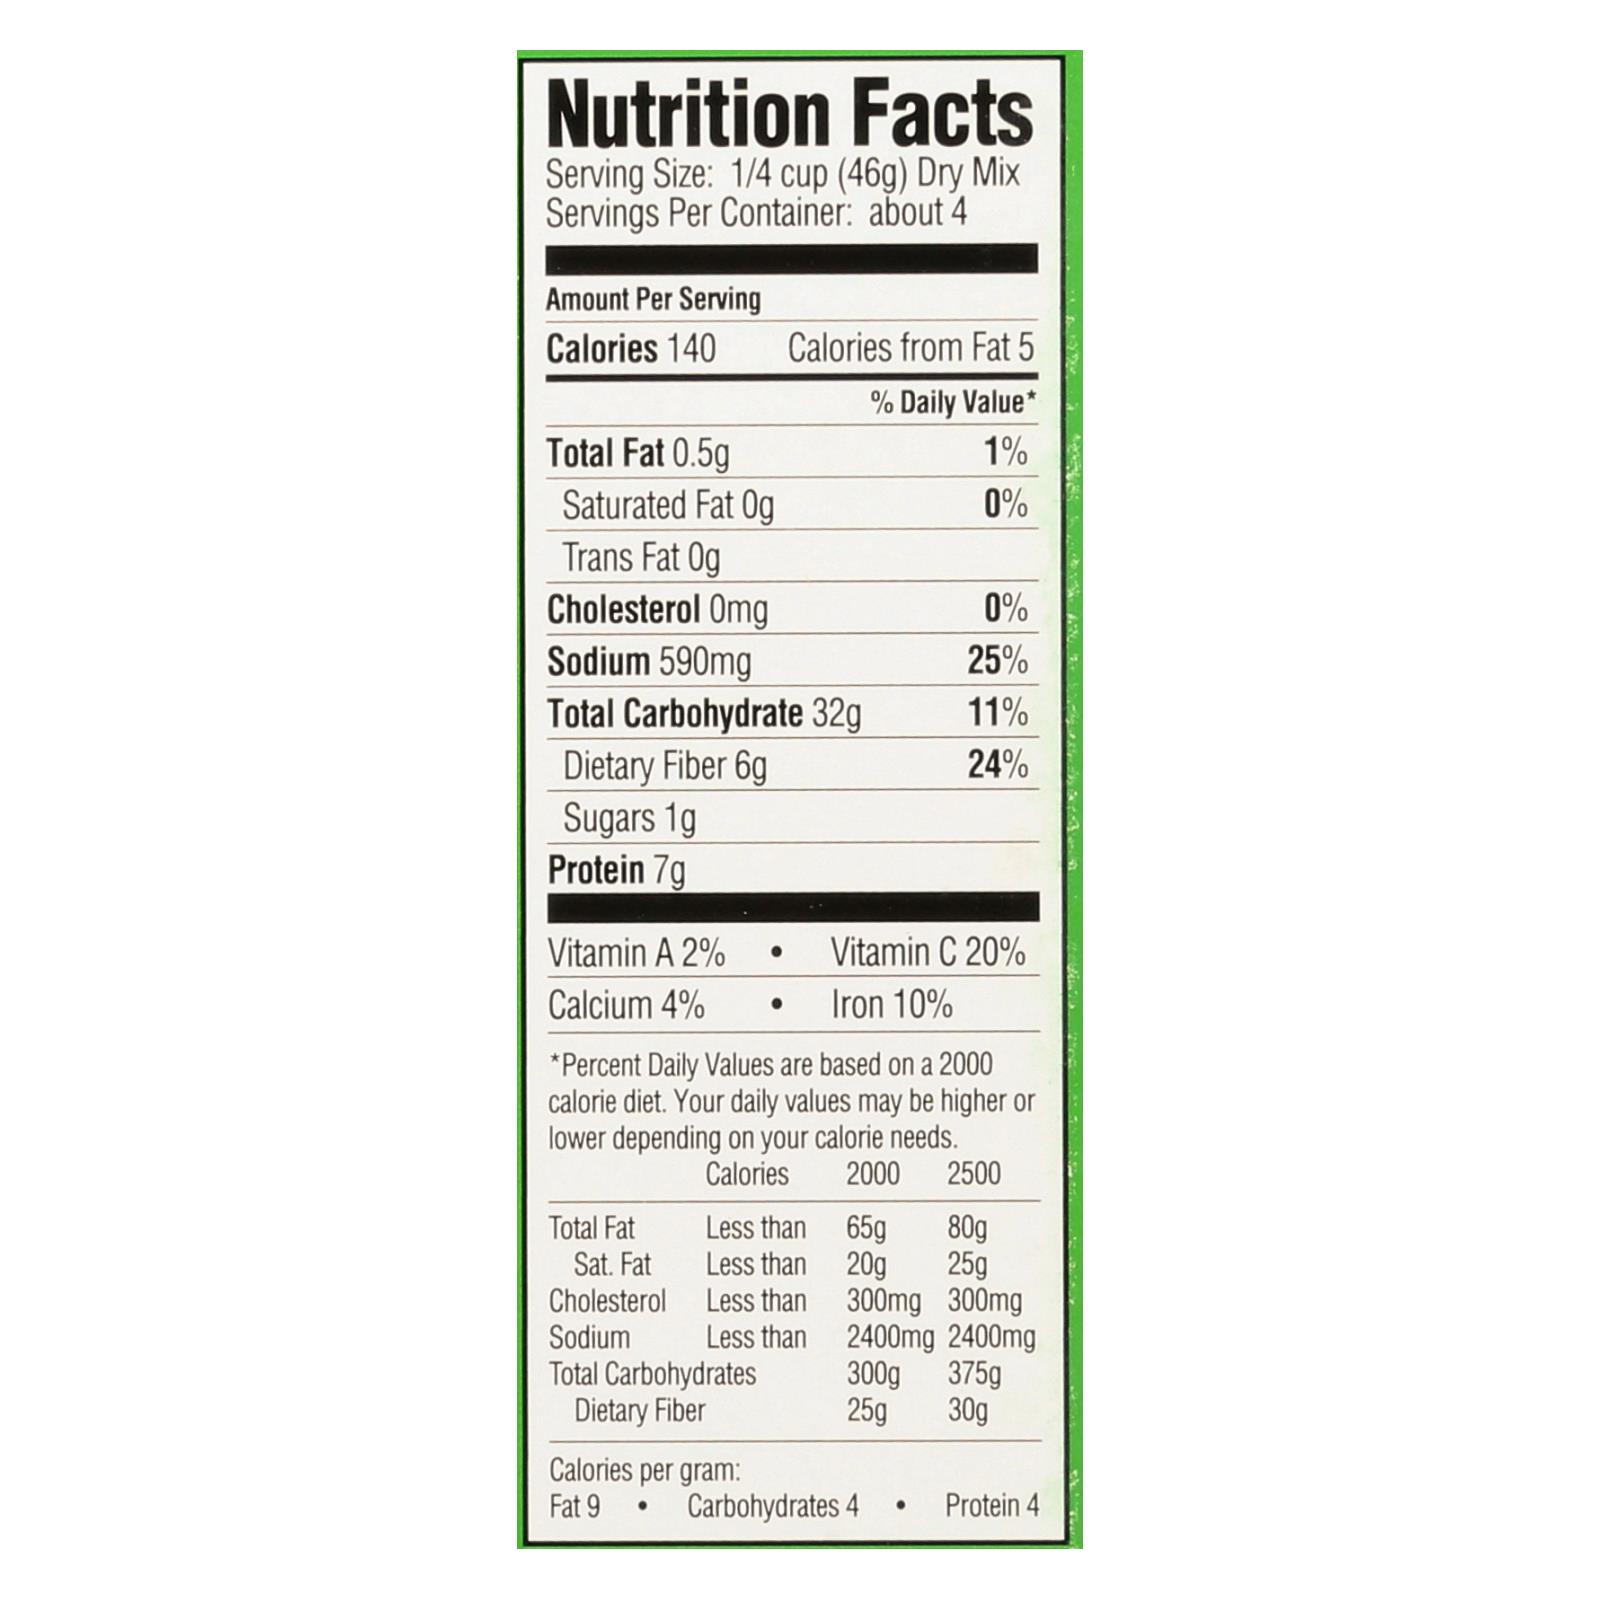 Nutrition Facts
Serving Size: 1/4 cup (46g) Dry Mix
Servings Per Container: about 4
Amount Per Serving
Calories 140 Calories from Fat 5
% Daily Value*
Total Fat 0.5g 1%
Saturated Fat 0g 0%
Trans Fat 0g
Cholesterol 0mg 0%
Sodium 590mg 25%
Total Carbohydrate 32g 11%
Dietary Fiber 6g 24%
Sugars 1g
Protein 7g
Vitamin A 2% • Vitamin C 20%
Calcium 4% • Iron 10%
*Percent Daily Values are based on a 2000
calorie diet. Your daily values may be higher or
lower depending on your calorie needs.
Calories 2000 2500
Total Fat Less than 65g 80g
Sat. Fat Less than 20g 25g
Cholesterol Less than 300mg 300mg
Sodium Less than 2400mg 2400mg
Total Carbohydrates 300g 375g
Dietary Fiber 25g 30g
Calories per gram:
Fat 9 • Carbohydrates 4 • Protein 4